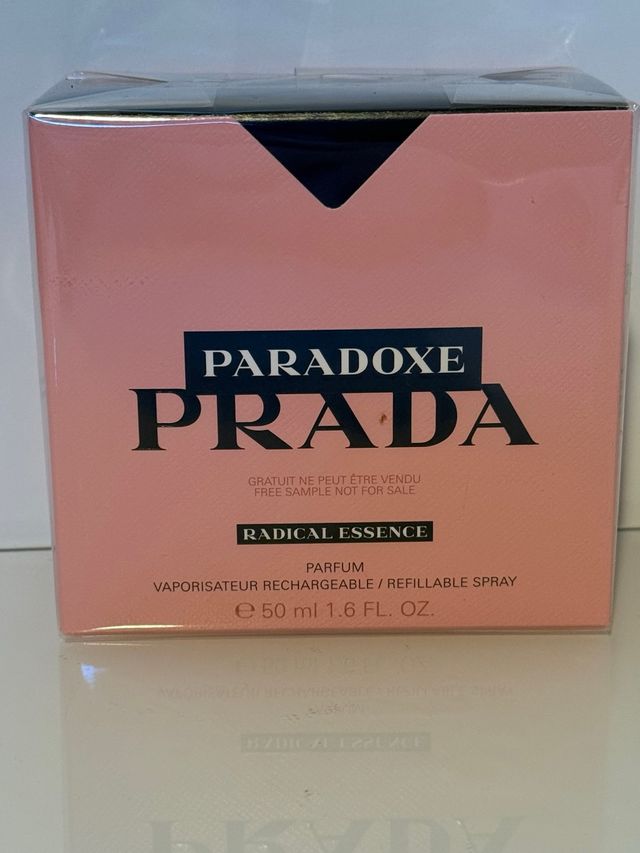 PARADOXE
PRADA
GRATUIT NE PEUT ÊTRE VENDU
FREE SAMPLE NOT FOR SALE
RADICAL ESSENCE
PARFUM
VAPORISATEUR RECHARGEABLE / REFILLABLE SPRAY
℮ 50 ml 1.6 FL. OZ.